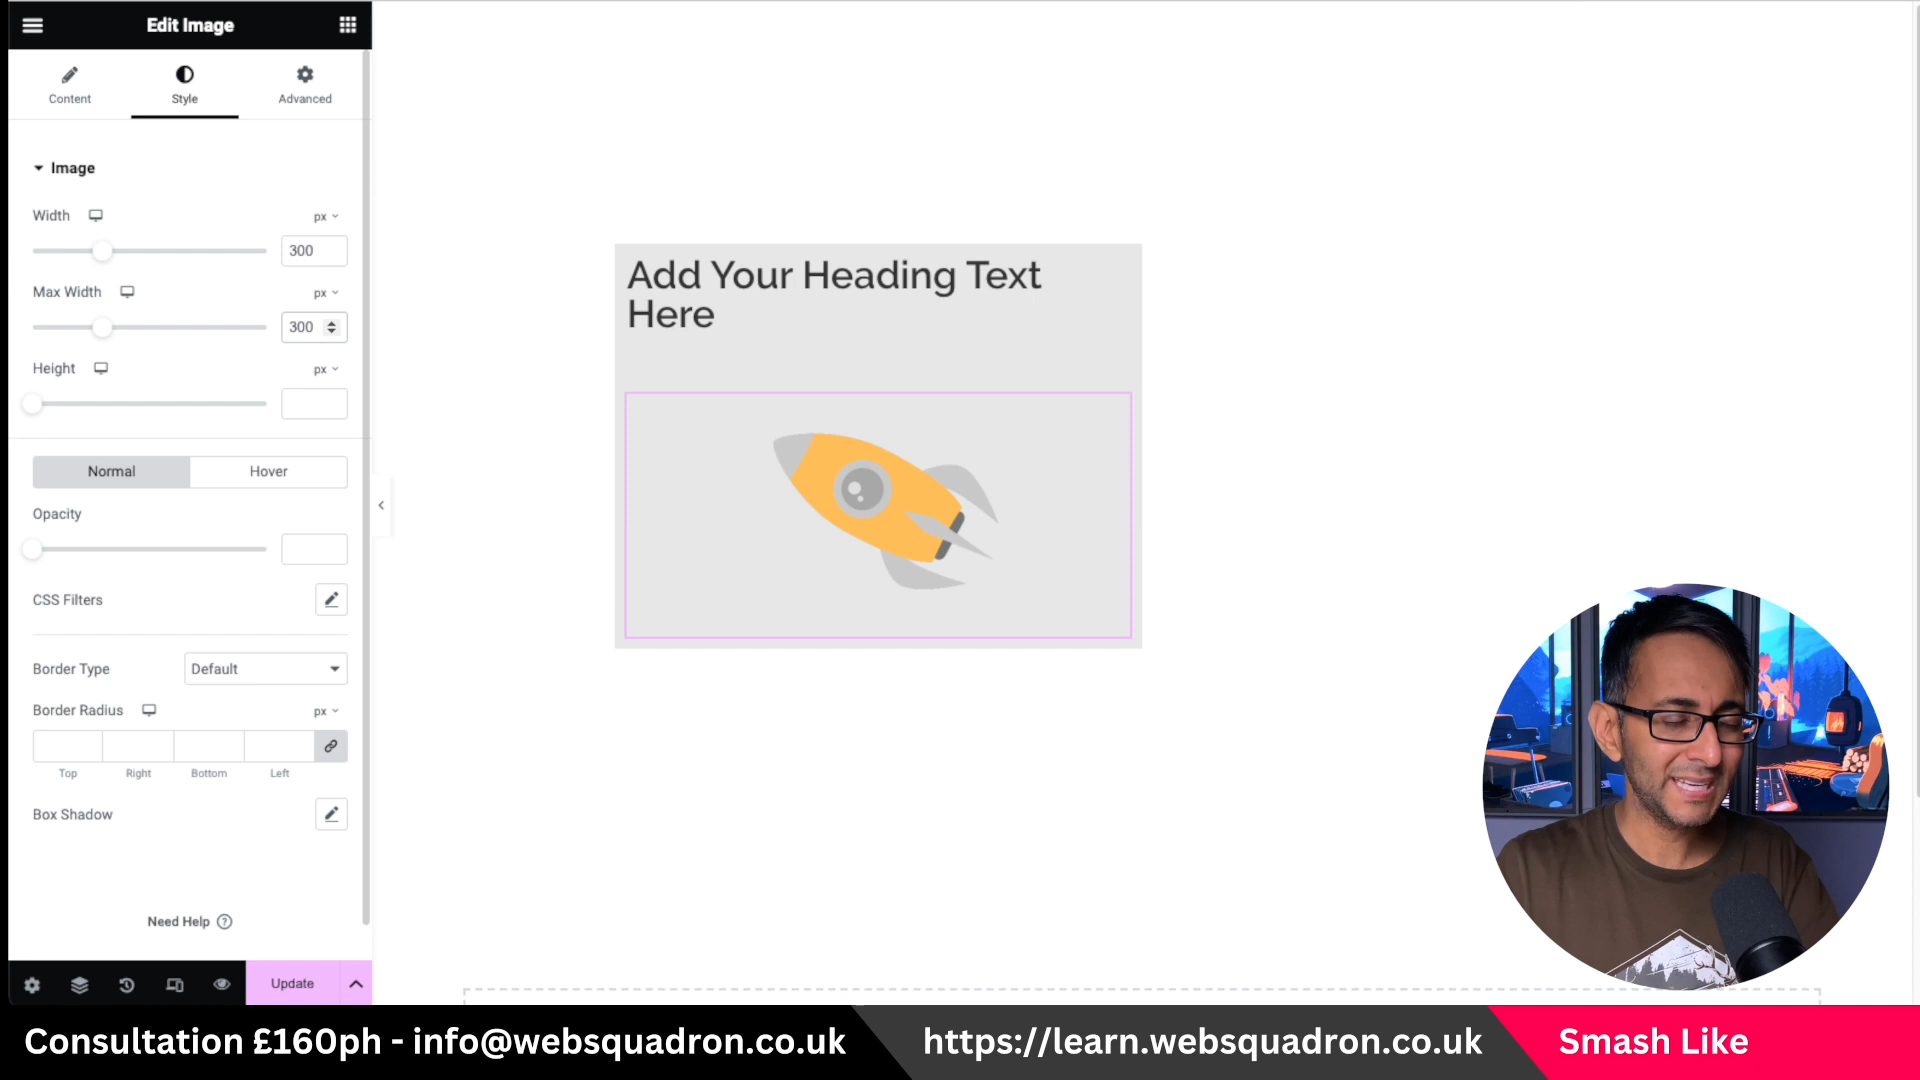 Edit Image
Content
Style
Advanced
Image
Width
px
300
Max Width
px
300
Height
px
Normal
Hover
Opacity
CSS Filters
Border Type
Default
Border Radius
px
Top
Right
Bottom
Left
Box Shadow
Need Help
Update
Add Your Heading Text
Here
Consultation £160ph - info@websquadron.co.uk
https://learn.websquadron.co.uk
Smash Like